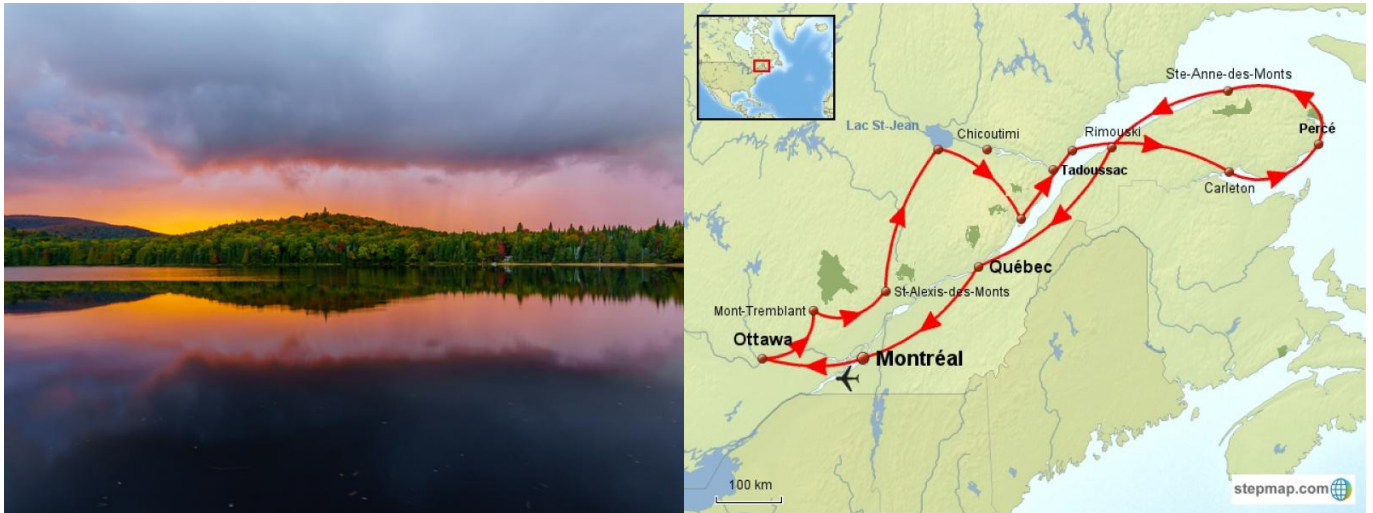 Ste-Anne-des-Monts
Lac St-Jean
Chicoutimi
Rimouski
Percé
Tadoussac
Carleton
Québec
St-Alexis-des-Monts
Mont-Tremblant
Ottawa
Montréal
100 km
stepmap.com